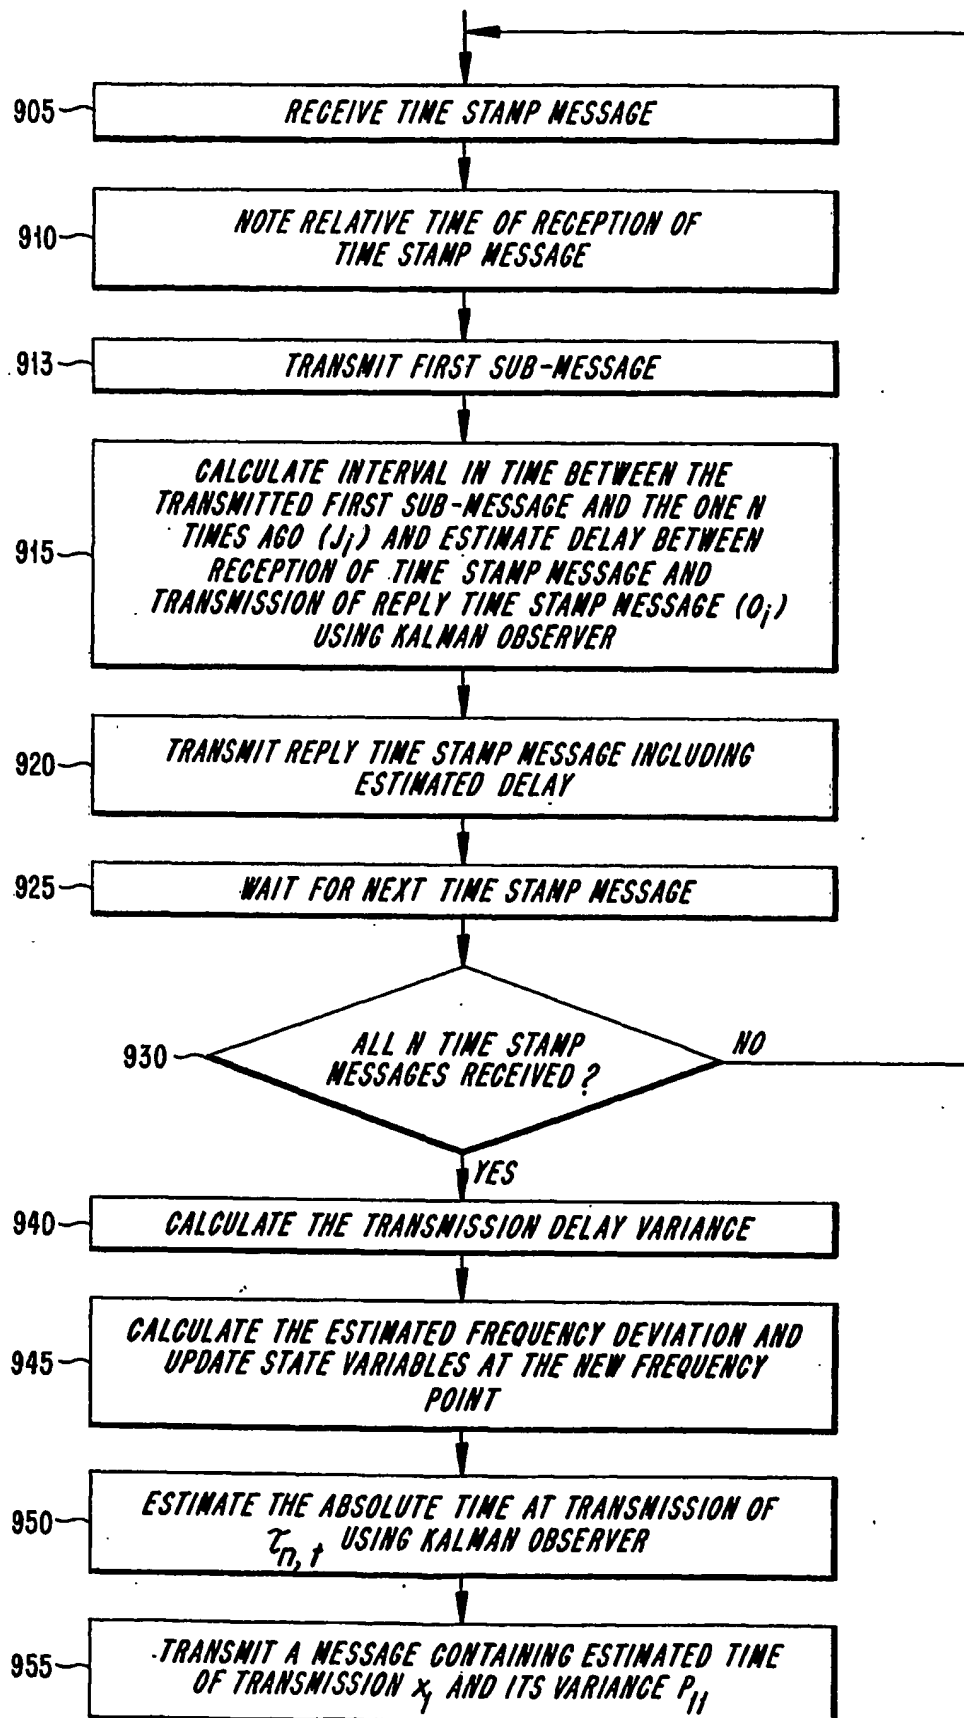 905
RECEIVE TIME STAMP MESSAGE
910
NOTE RELATIVE TIME OF RECEPTION OF
TIME STAMP MESSAGE
913
TRANSMIT FIRST SUB-MESSAGE
915
CALCULATE INTERVAL IN TIME BETWEEN THE
TRANSMITTED FIRST SUB-MESSAGE AND THE ONE N
TIMES AGO (J_i) AND ESTIMATE DELAY BETWEEN
RECEPTION OF TIME STAMP MESSAGE AND
TRANSMISSION OF REPLY TIME STAMP MESSAGE (O_i)
USING KALMAN OBSERVER
920
TRANSMIT REPLY TIME STAMP MESSAGE INCLUDING
ESTIMATED DELAY
925
WAIT FOR NEXT TIME STAMP MESSAGE
930
ALL N TIME STAMP
MESSAGES RECEIVED?
NO
YES
940
CALCULATE THE TRANSMISSION DELAY VARIANCE
945
CALCULATE THE ESTIMATED FREQUENCY DEVIATION AND
UPDATE STATE VARIABLES AT THE NEW FREQUENCY
POINT
950
ESTIMATE THE ABSOLUTE TIME AT TRANSMISSION OF
τ_{n,t} USING KALMAN OBSERVER
955
TRANSMIT A MESSAGE CONTAINING ESTIMATED TIME
OF TRANSMISSION x_1 AND ITS VARIANCE P_{11}